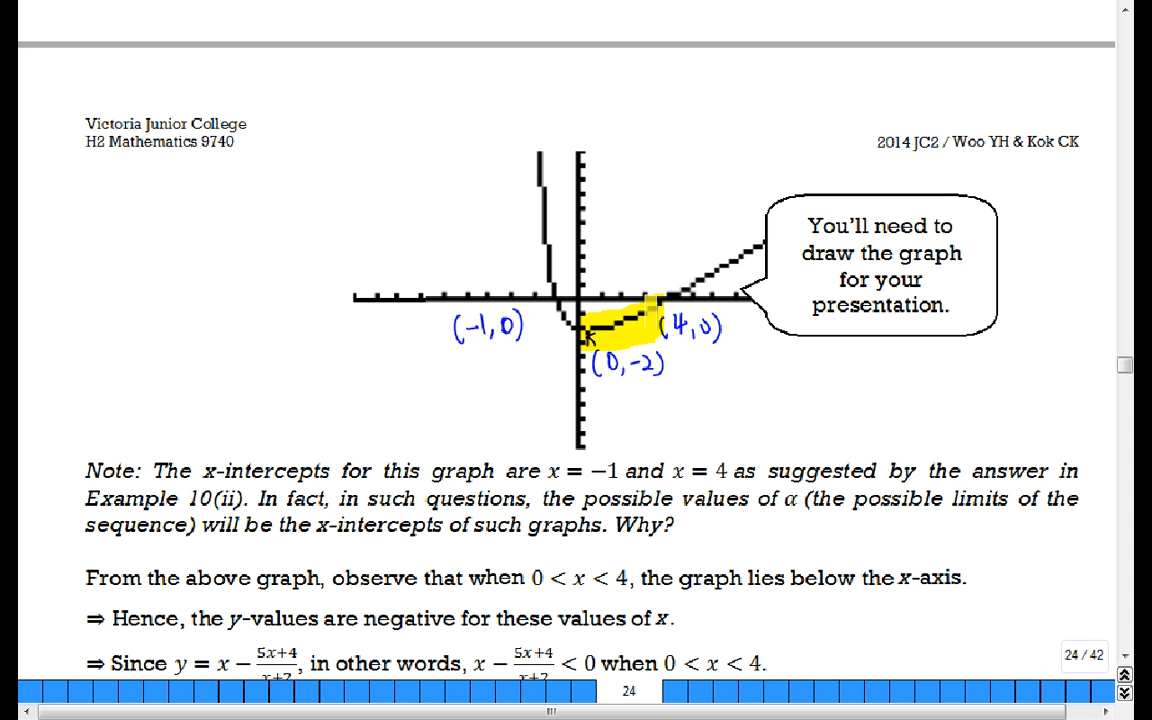 Victoria Junior College
H2 Mathematics 9740
2014 JC2 / Woo YH & Kok CK
You'll need to
draw the graph
for your
presentation.
(-1, 0)
(4, 0)
(0, -2)
Note: The x-intercepts for this graph are x = −1 and x = 4 as suggested by the answer in
Example 10(ii). In fact, in such questions, the possible values of α (the possible limits of the
sequence) will be the x-intercepts of such graphs. Why?
From the above graph, observe that when 0 < x < 4, the graph lies below the x-axis.
⇒ Hence, the y-values are negative for these values of x.
⇒ Since y = x − (5x+4)/(x+2), in other words, x − (5x+4)/(x+2) < 0 when 0 < x < 4.
24 / 42
24